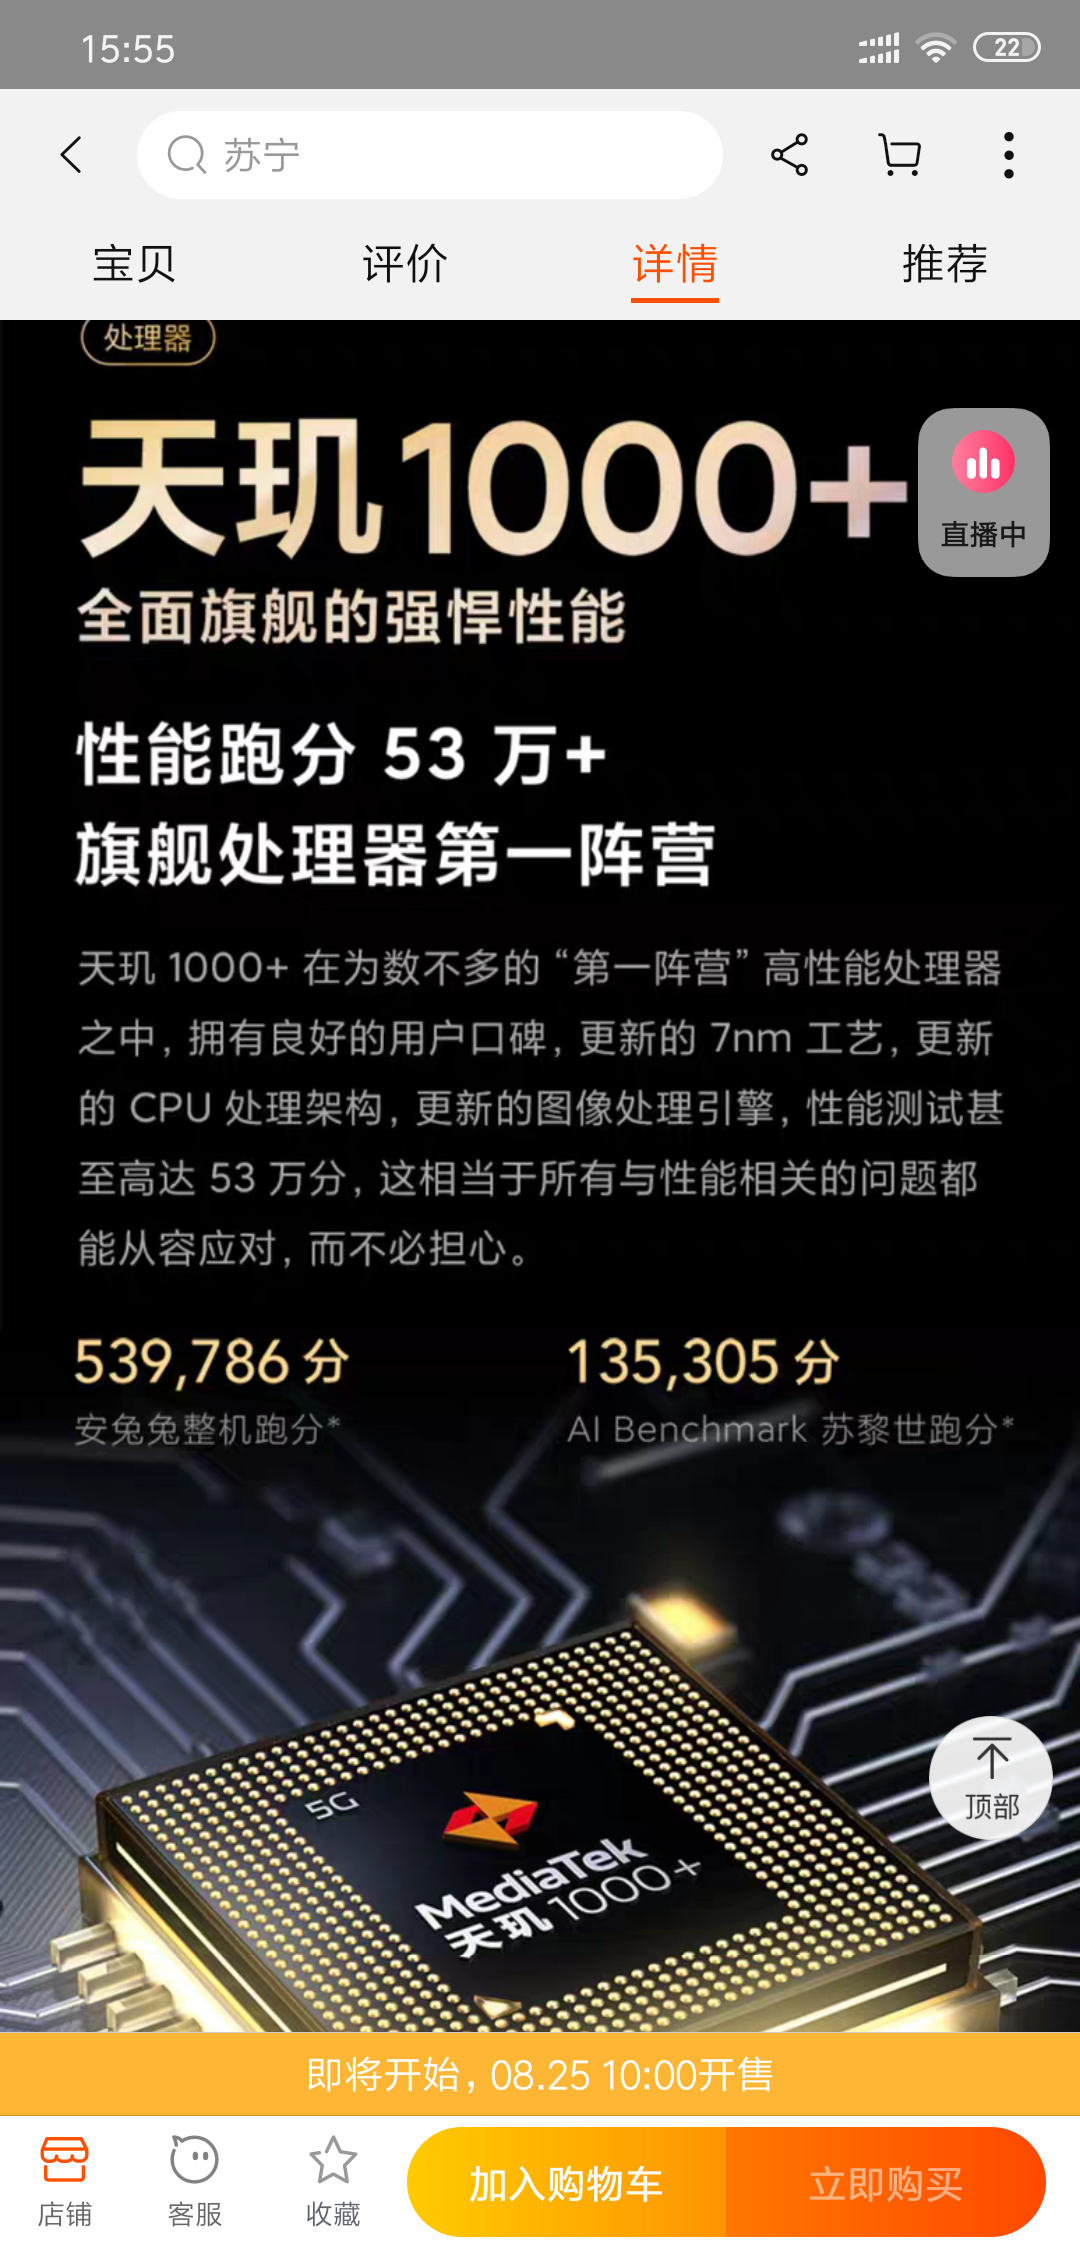 15:55
22
苏宁
宝贝
评价
详情
推荐
处理器
天玑1000+
直播中
全面旗舰的强悍性能
性能跑分 53 万+
旗舰处理器第一阵营
天玑 1000+ 在为数不多的 “第一阵营” 高性能处理器
之中，拥有良好的用户口碑，更新的 7nm 工艺，更新
的 CPU 处理架构，更新的图像处理引擎，性能测试甚
至高达 53 万分，这相当于所有与性能相关的问题都
能从容应对，而不必担心。
539,786 分
135,305 分
安兔兔整机跑分*
AI Benchmark 苏黎世跑分*
5G
MediaTek
天玑 1000+
顶部
即将开始，08.25 10:00开售
店铺
客服
收藏
加入购物车
立即购买